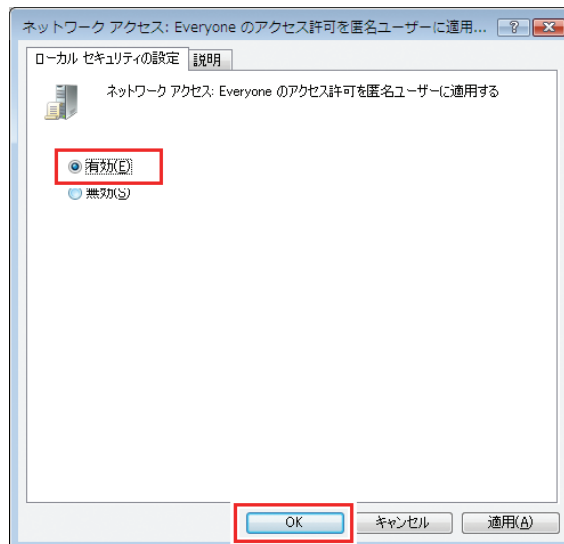 ネットワーク アクセス: Everyone のアクセス許可を匿名ユーザーに適用...
ローカル セキュリティの設定 説明
ネットワーク アクセス: Everyone のアクセス許可を匿名ユーザーに適用する
有効(E)
無効(S)
OK キャンセル 適用(A)